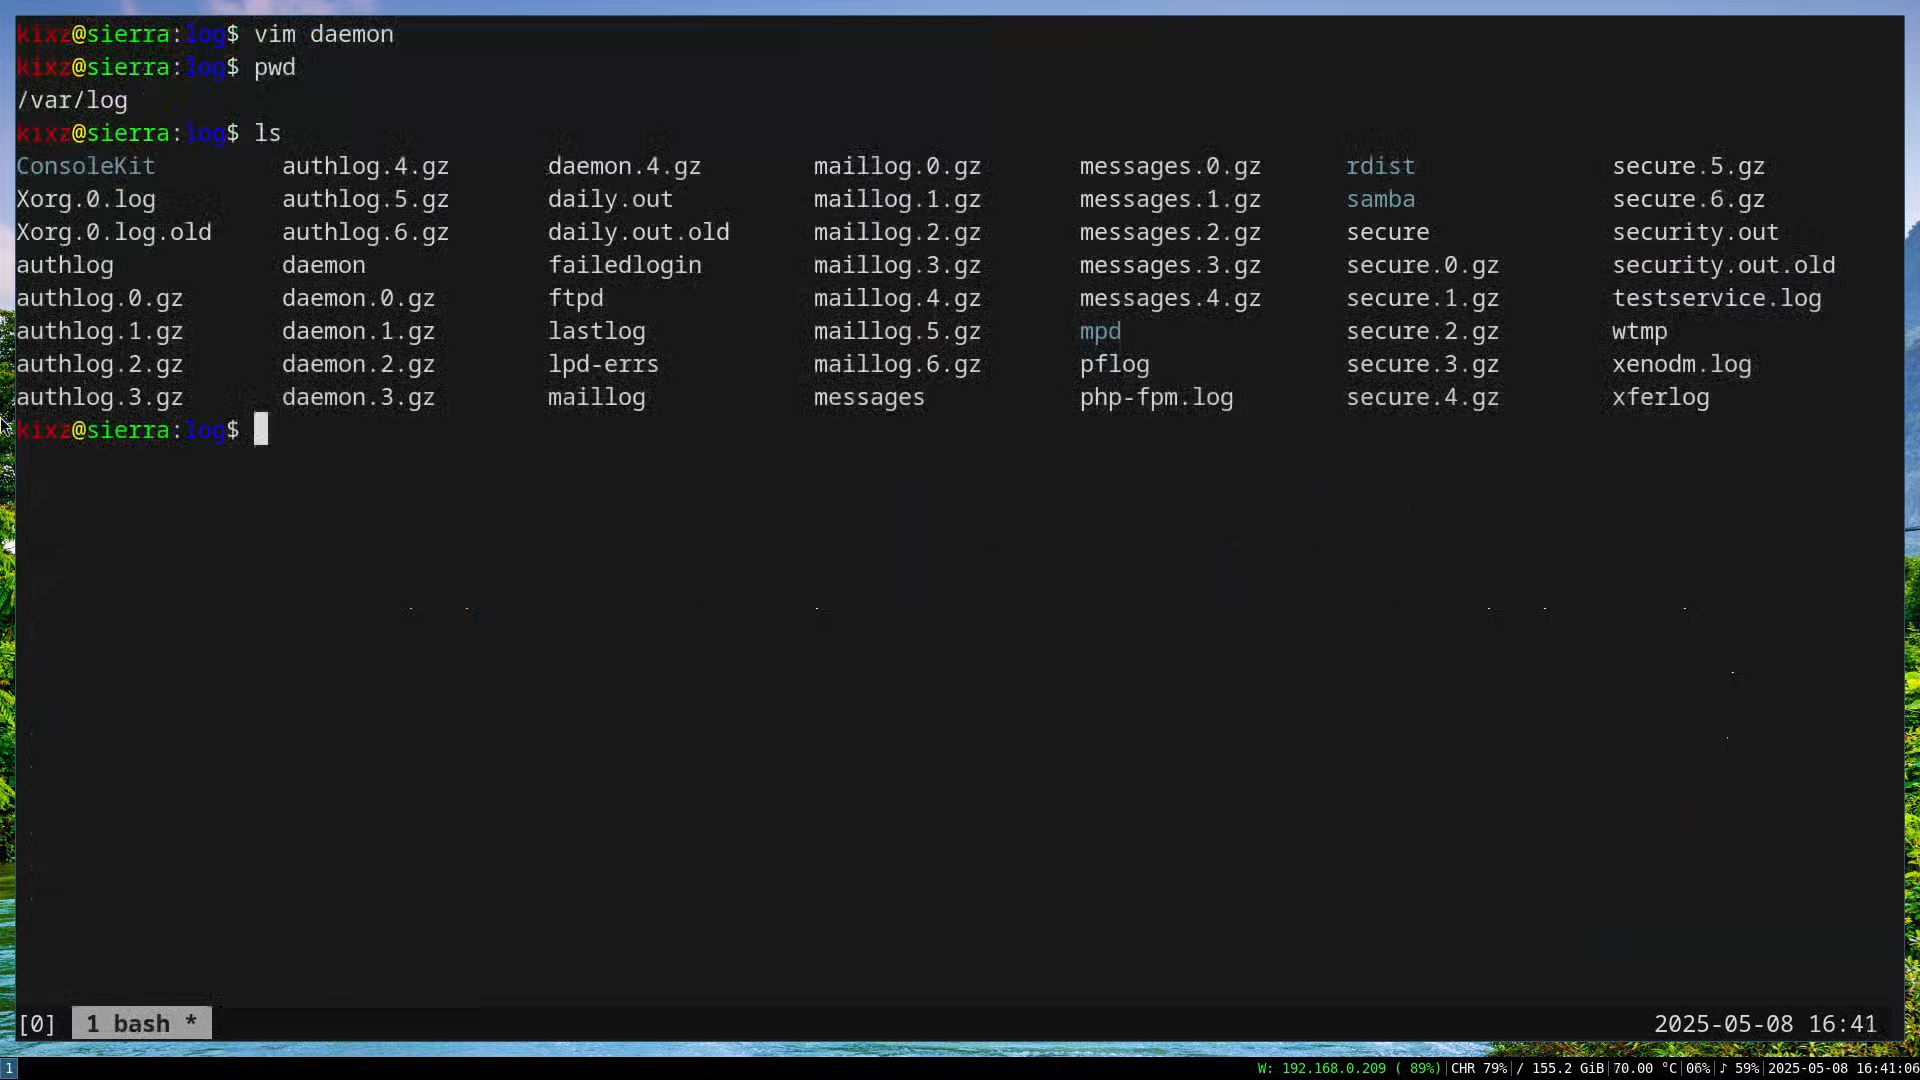 kixz@sierra:log$ vim daemon
kixz@sierra:log$ pwd
/var/log
kixz@sierra:log$ ls
ConsoleKit authlog.4.gz daemon.4.gz maillog.0.gz messages.0.gz rdist secure.5.gz
Xorg.0.log authlog.5.gz daily.out maillog.1.gz messages.1.gz samba secure.6.gz
Xorg.0.log.old authlog.6.gz daily.out.old maillog.2.gz messages.2.gz secure security.out
authlog daemon failedlogin maillog.3.gz messages.3.gz secure.0.gz security.out.old
authlog.0.gz daemon.0.gz ftpd maillog.4.gz messages.4.gz secure.1.gz testservice.log
authlog.1.gz daemon.1.gz lastlog maillog.5.gz mpd secure.2.gz wtmp
authlog.2.gz daemon.2.gz lpd-errs maillog.6.gz pflog secure.3.gz xenodm.log
authlog.3.gz daemon.3.gz maillog messages php-fpm.log secure.4.gz xferlog
kixz@sierra:log$
[0] 1 bash * 2025-05-08 16:41
1 W: 192.168.0.209 ( 89%)|CHR 79%|/ 155.2 GiB|70.00 °C|06%|♪ 59%|2025-05-08 16:41:06